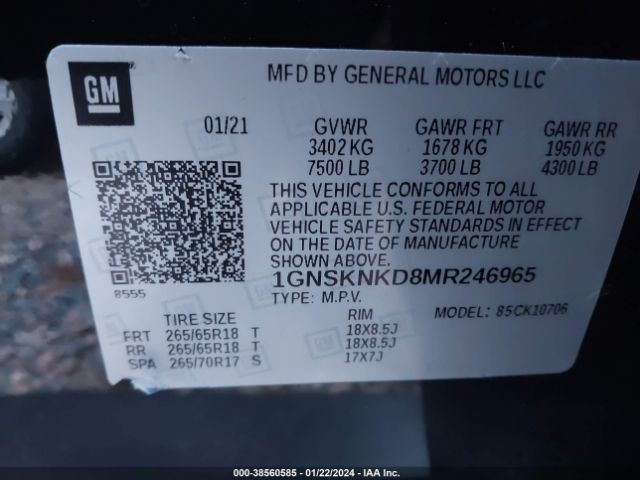 GM
MFD BY GENERAL MOTORS LLC
01/21 GVWR GAWR FRT GAWR RR
3402 KG 1678 KG 1950 KG
7500 LB 3700 LB 4300 LB
THIS VEHICLE CONFORMS TO ALL
APPLICABLE U.S. FEDERAL MOTOR
VEHICLE SAFETY STANDARDS IN EFFECT
ON THE DATE OF MANUFACTURE
SHOWN ABOVE.
8555
1GNSKNKD8MR246965
TYPE: M.P.V. MODEL: 85CK10706
TIRE SIZE RIM
FRT 265/65R18 T 18X8.5J
RR 265/65R18 T 18X8.5J
SPA 265/70R17 S 17X7J
000-38560585 - 01/22/2024 - IAA Inc.